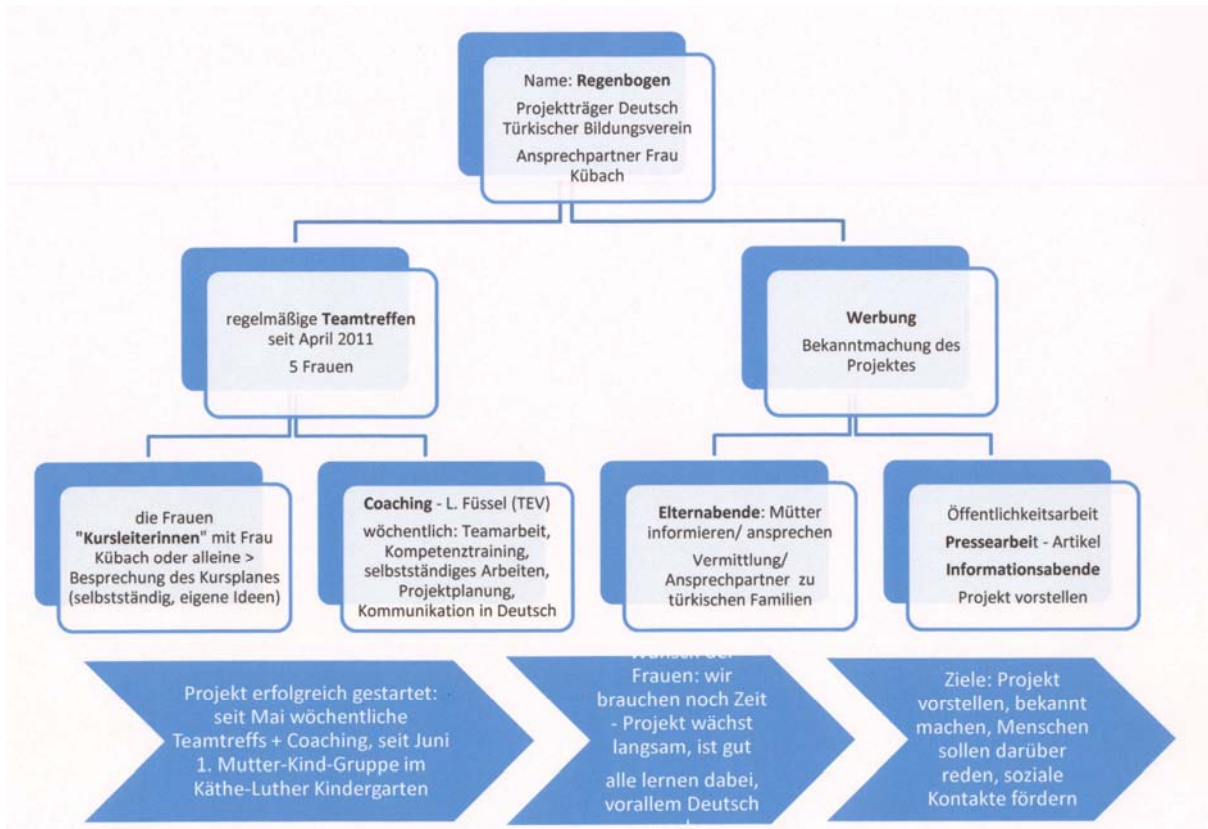 Name: Regenbogen
Projektträger Deutsch
Türkischer Bildungsverein
Ansprechpartner Frau
Kübach
regelmäßige Teamtreffen
seit April 2011
5 Frauen
Werbung
Bekanntmachung des
Projektes
die Frauen
"Kursleiterinnen" mit Frau
Kübach oder alleine >
Besprechung des Kursplanes
(selbstständig, eigene Ideen)
Coaching - L. Füssel (TEV)
wöchentlich: Teamarbeit,
Kompetenztraining,
selbstständiges Arbeiten,
Projektplanung,
Kommunikation in Deutsch
Elternabende: Mütter
informieren/ ansprechen
Vermittlung/
Ansprechpartner zu
türkischen Familien
Öffentlichkeitsarbeit
Pressearbeit - Artikel
Informationsabende
Projekt vorstellen
Projekt erfolgreich gestartet:
seit Mai wöchentliche
Teamtreffs + Coaching, seit Juni
1. Mutter-Kind-Gruppe im
Käthe-Luther Kindergarten
Wunsch der
Frauen: wir
brauchen noch Zeit
- Projekt wächst
langsam, ist gut
alle lernen dabei,
vorallem Deutsch
Ziele: Projekt
vorstellen, bekannt
machen, Menschen
sollen darüber
reden, soziale
Kontakte fördern